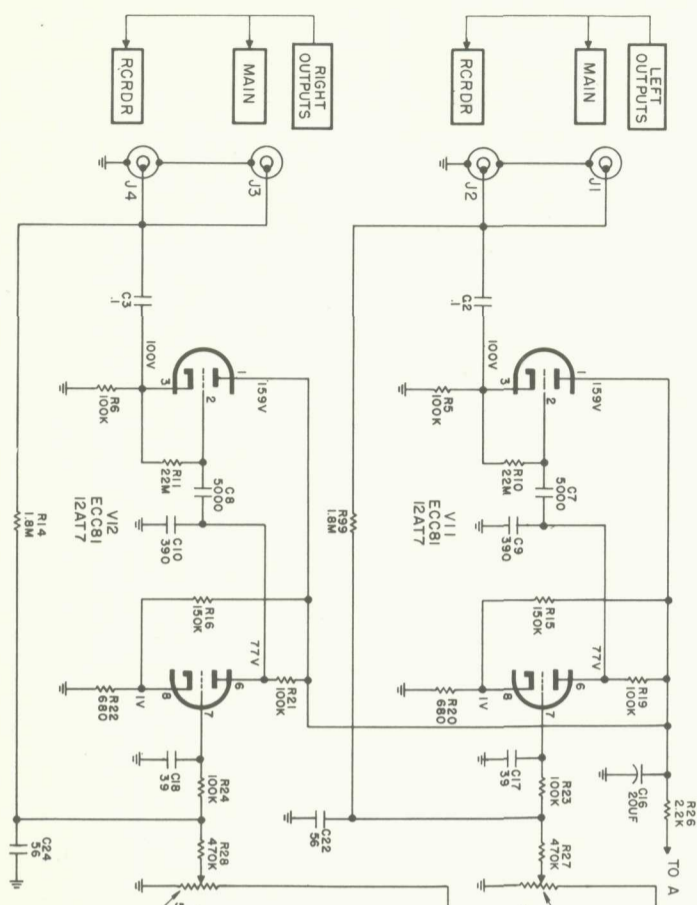 LEFT
OUTPUTS
MAIN
RCRDR
RIGHT
OUTPUTS
MAIN
RCRDR
J1
J2
J3
J4
C2
.1
100V
1
2
3
159V
R5
100K
R10
22M
C7
5000
C9
390
V11
ECC81
12AT7
R99
1.8M
R15
150K
77V
6
7
8
1V
R19
100K
R20
680
C17
39
R23
100K
C16
20UF
R26
2.2K
TO A
R27
470K
C22
56
C3
.1
100V
1
2
3
159V
R6
100K
R11
22M
C8
5000
C10
390
V12
ECC81
12AT7
R14
1.8M
R16
150K
77V
6
7
8
1V
R21
100K
R22
680
C18
39
R24
100K
R28
470K
C24
56